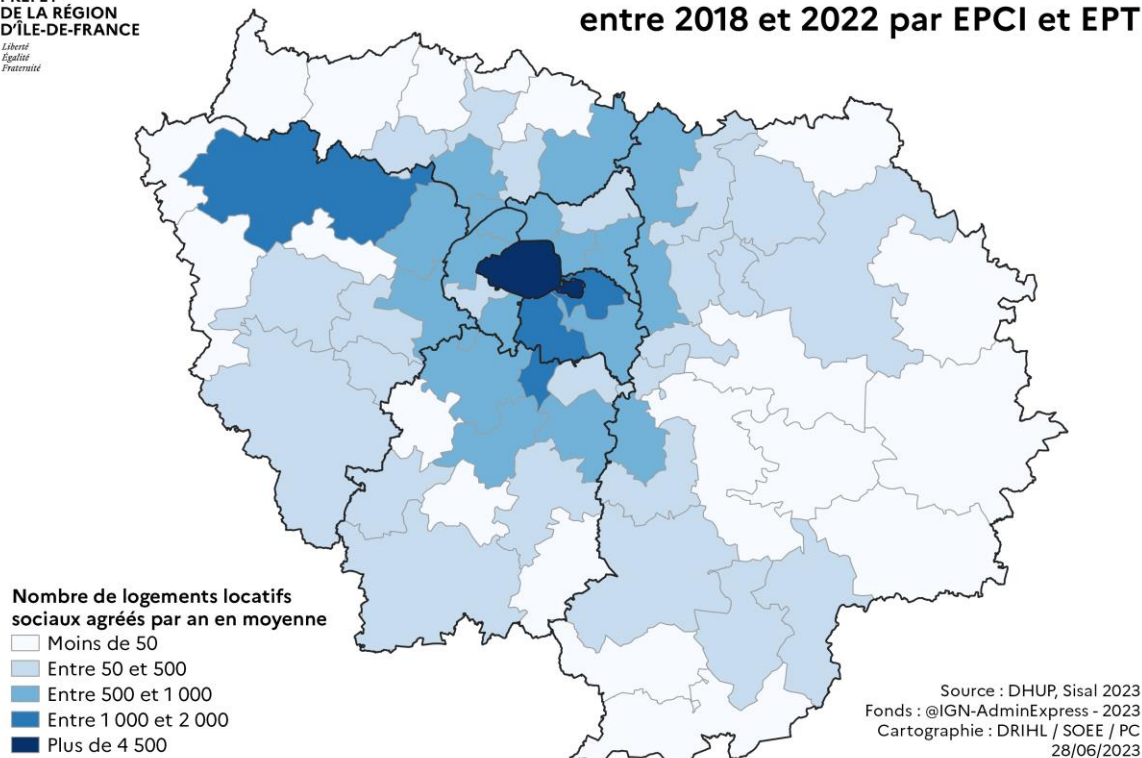 DE LA RÉGION
D'ÎLE-DE-FRANCE
Liberté
Égalité
Fraternité
entre 2018 et 2022 par EPCI et EPT
Nombre de logements locatifs
sociaux agréés par an en moyenne
Moins de 50
Entre 50 et 500
Entre 500 et 1 000
Entre 1 000 et 2 000
Plus de 4 500
Source : DHUP, Sisal 2023
Fonds : @IGN-AdminExpress - 2023
Cartographie : DRIHL / SOEE / PC
28/06/2023